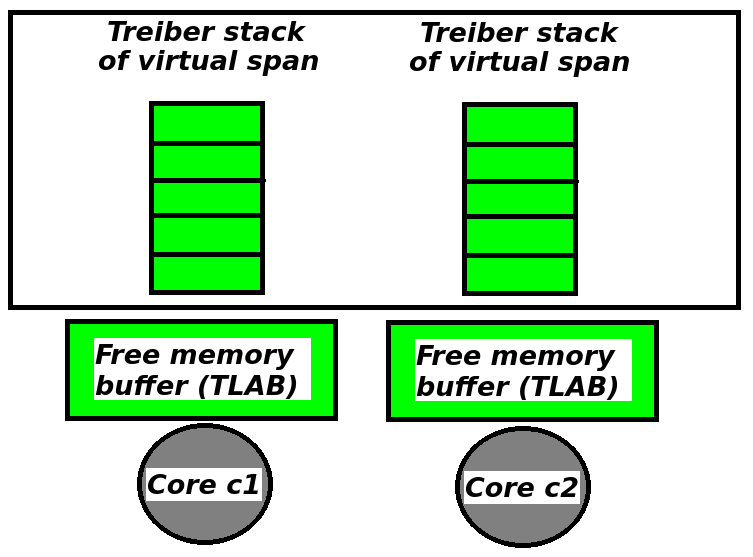 Treiber stack
of virtual span
Treiber stack
of virtual span
Free memory
buffer (TLAB)
Free memory
buffer (TLAB)
Core c1
Core c2